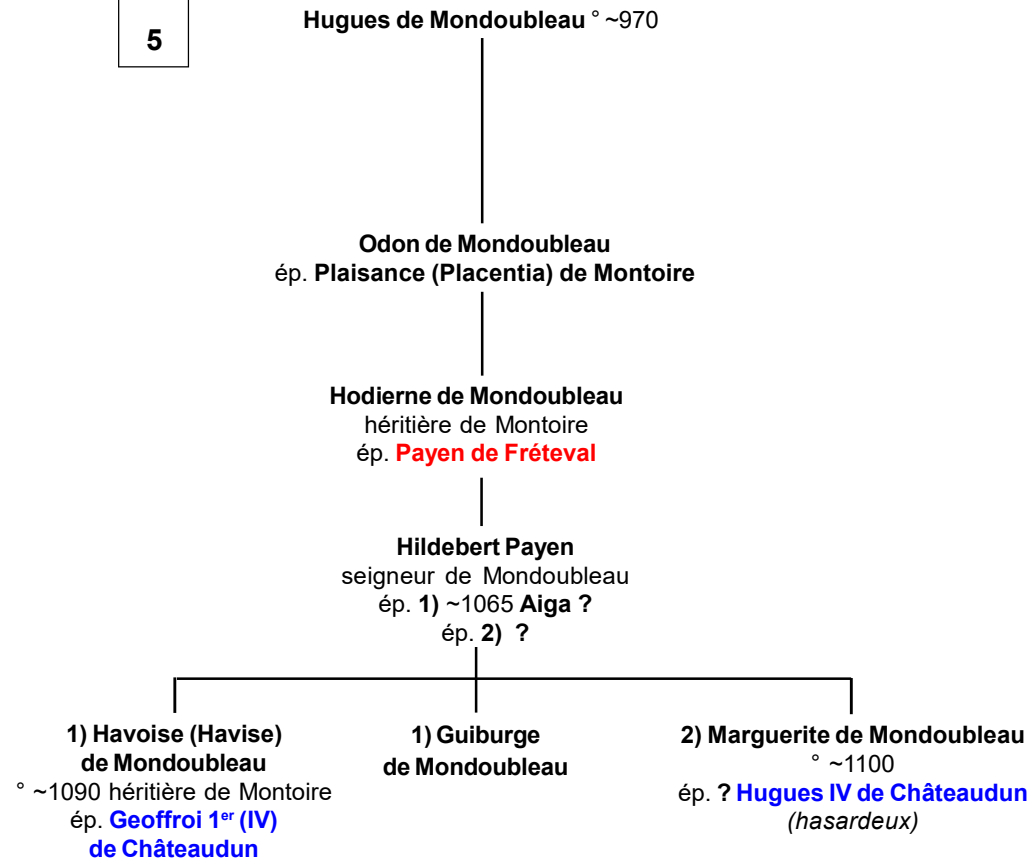 5
Hugues de Mondoubleau ° ~970
Odon de Mondoubleau
ép. Plaisance (Placentia) de Montoire
Hodierne de Mondoubleau
héritière de Montoire
ép. Payen de Fréteval
Hildebert Payen
seigneur de Mondoubleau
ép. 1) ~1065 Aiga ?
ép. 2) ?
1) Havoise (Havise)
de Mondoubleau
° ~1090 héritière de Montoire
ép. Geoffroi 1er (IV)
de Châteaudun
1) Guiburge
de Mondoubleau
2) Marguerite de Mondoubleau
° ~1100
ép. ? Hugues IV de Châteaudun
(hasardeux)